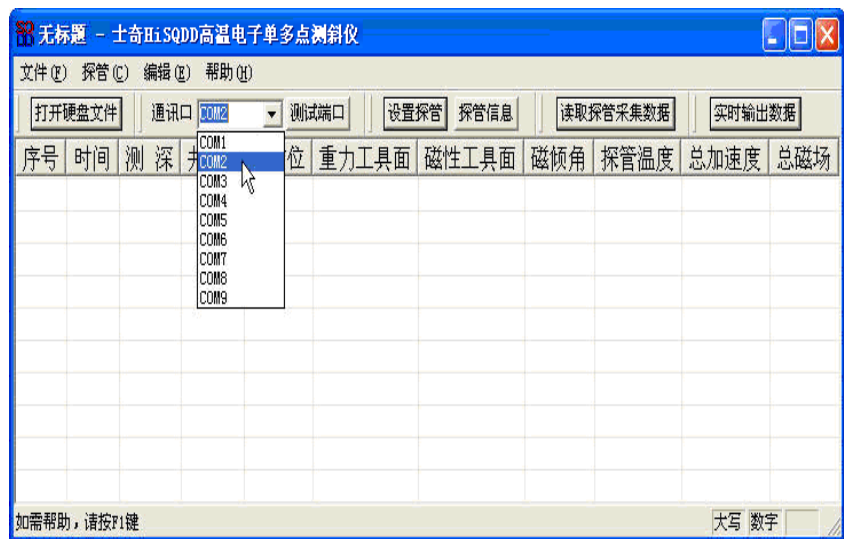 无标题 - 士奇HiSQDD高温电子单多点测斜仪
文件(F) 探管(C) 编辑(E) 帮助(H)
打开硬盘文件 通讯口 COM2 测试端口 设置探管 探管信息 读取探管采集数据 实时输出数据
序号 时间 测 深 位 重力工具面 磁性工具面 磁倾角 探管温度 总加速度 总磁场
COM1
COM2
COM3
COM4
COM5
COM6
COM7
COM8
COM9
如需帮助，请按F1键 大写 数字